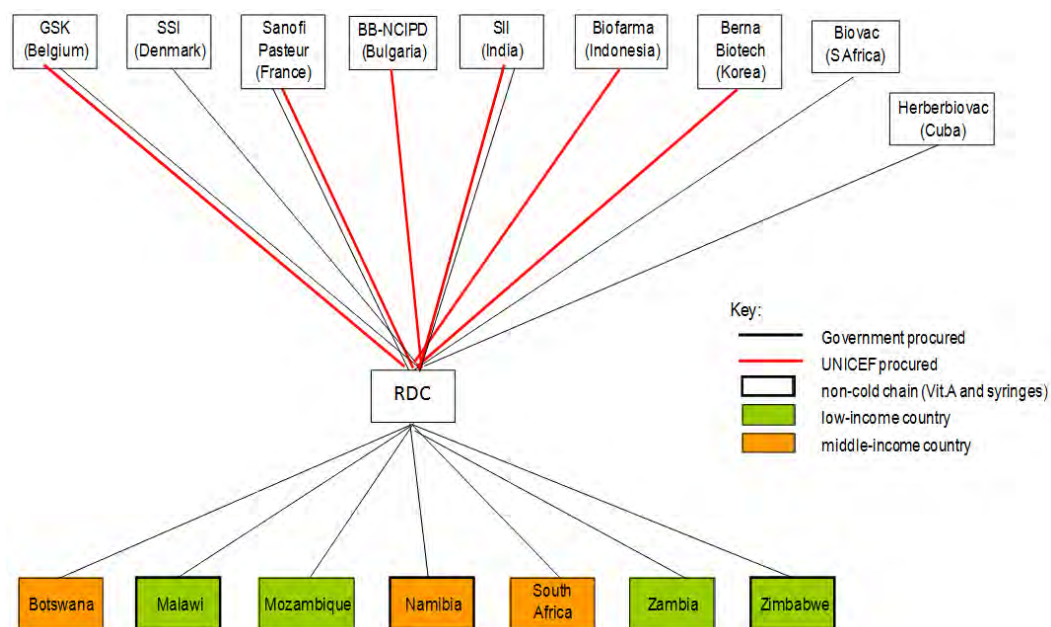 GSK
(Belgium)
SSI
(Denmark)
Sanofi
Pasteur
(France)
BB-NCIPD
(Bulgaria)
SII
(India)
Biofarma
(Indonesia)
Berna
Biotech
(Korea)
Biovac
(S Africa)
Herberbiovac
(Cuba)
RDC
Key:
Government procured
UNICEF procured
non-cold chain (Vit.A and syringes)
low-income country
middle-income country
Botswana
Malawi
Mozambique
Namibia
South
Africa
Zambia
Zimbabwe